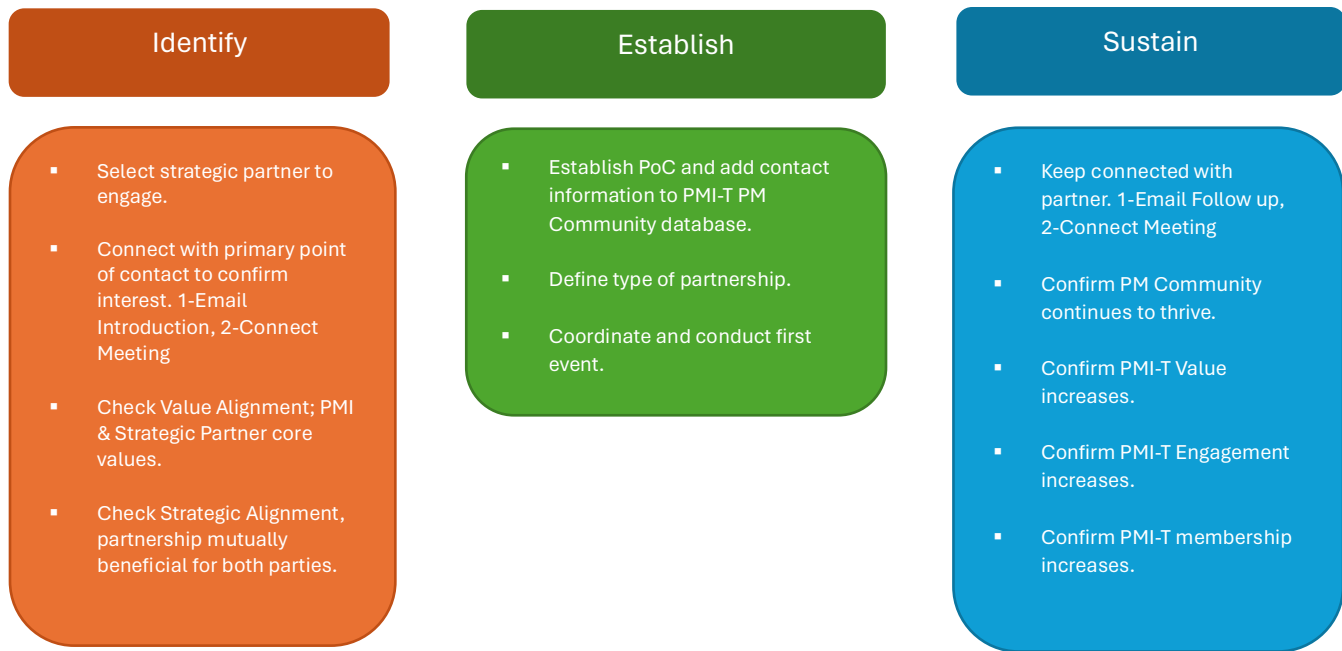 Identify
Select strategic partner to
engage.
Connect with primary point
of contact to confirm
interest. 1-Email
Introduction, 2-Connect
Meeting
Check Value Alignment; PMI
& Strategic Partner core
values.
Check Strategic Alignment,
partnership mutually
beneficial for both parties.
Establish
Establish PoC and add contact
information to PMI-T PM
Community database.
Define type of partnership.
Coordinate and conduct first
event.
Sustain
Keep connected with
partner. 1-Email Follow up,
2-Connect Meeting
Confirm PM Community
continues to thrive.
Confirm PMI-T Value
increases.
Confirm PMI-T Engagement
increases.
Confirm PMI-T membership
increases.